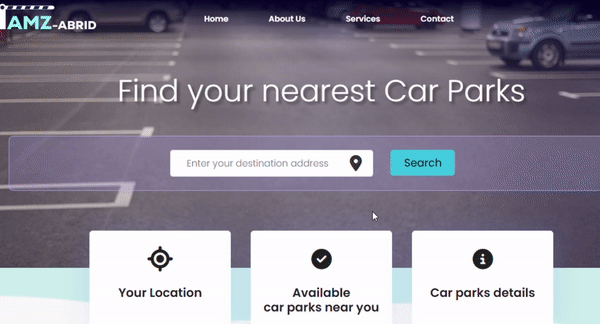 AMZ-ABRID
Home About Us Services Contact
Find your nearest Car Parks
Enter your destination address Search
Your Location
Available
car parks near you
Car parks details